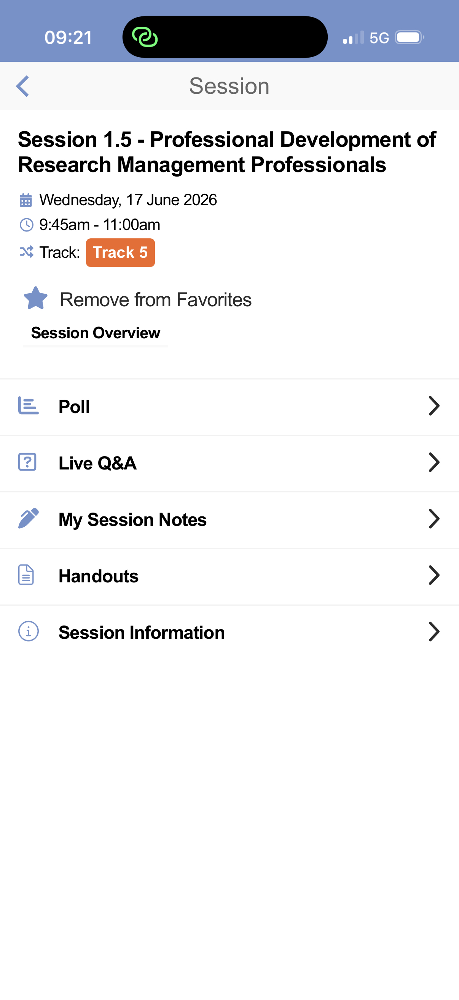 09:21
5G
Session
Session 1.5 - Professional Development of
Research Management Professionals
Wednesday, 17 June 2026
9:45am - 11:00am
Track: Track 5
Remove from Favorites
Session Overview
Poll
Live Q&A
My Session Notes
Handouts
Session Information